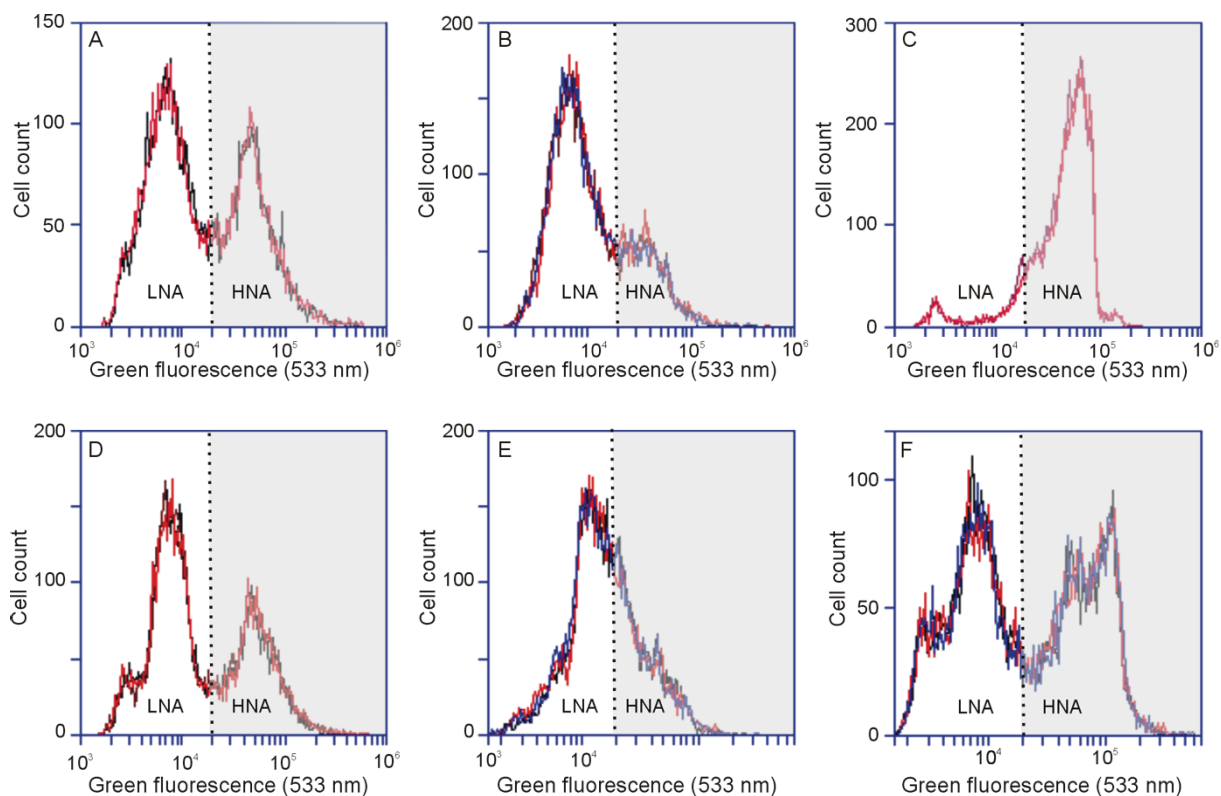 A
150
100
50
0
Cell count
LNA
HNA
10³
10⁴
10⁵
10⁶
Green fluorescence (533 nm)
B
200
100
0
Cell count
LNA
HNA
10³
10⁴
10⁵
10⁶
Green fluorescence (533 nm)
C
300
200
100
0
Cell count
LNA
HNA
10³
10⁴
10⁵
10⁶
Green fluorescence (533 nm)
D
200
100
0
Cell count
LNA
HNA
10³
10⁴
10⁵
10⁶
Green fluorescence (533 nm)
E
200
100
0
Cell count
LNA
HNA
10³
10⁴
10⁵
10⁶
Green fluorescence (533 nm)
F
100
50
0
Cell count
LNA
HNA
10⁴
10⁵
Green fluorescence (533 nm)